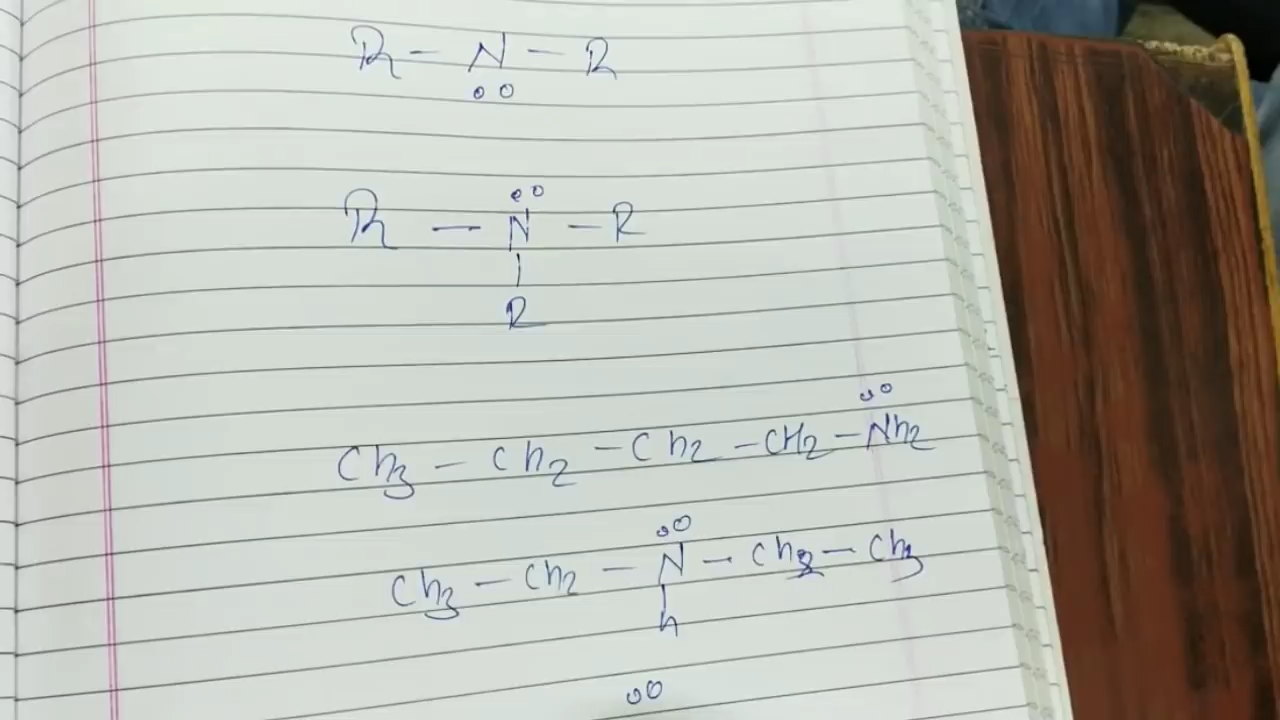 R - N - R
R - N - R
R
CH3 - CH2 - CH2 - CH2 - NH2
CH3 - CH2 - N - CH2 - CH3
H